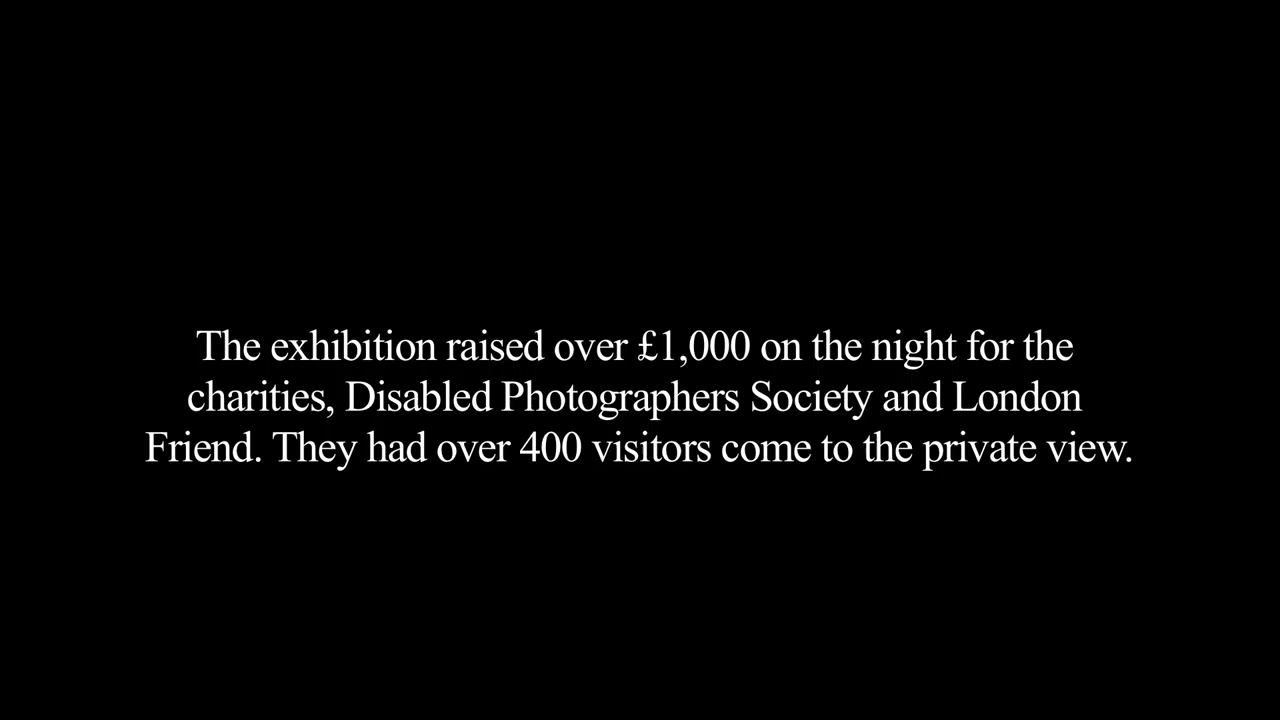 The exhibition raised over £1,000 on the night for the
charities, Disabled Photographers Society and London
Friend. They had over 400 visitors come to the private view.